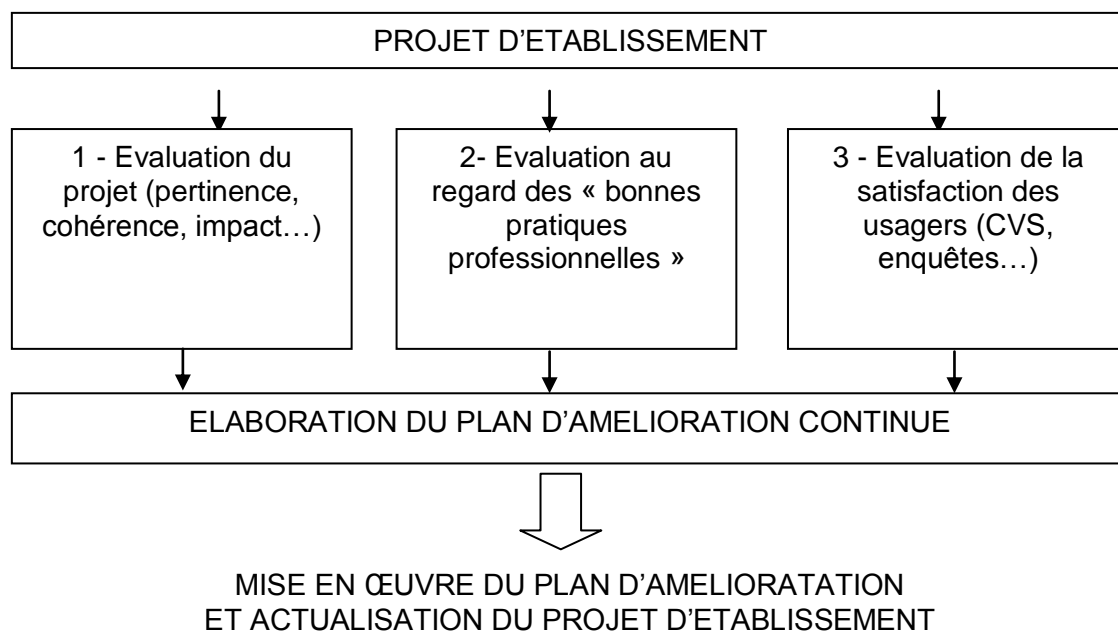 PROJET D’ETABLISSEMENT
1 - Evaluation du
projet (pertinence,
cohérence, impact…)
2- Evaluation au
regard des « bonnes
pratiques
professionnelles »
3 - Evaluation de la
satisfaction des
usagers (CVS,
enquêtes…)
ELABORATION DU PLAN D’AMELIORATION CONTINUE
MISE EN ŒUVRE DU PLAN D’AMELIORATATION
ET ACTUALISATION DU PROJET D’ETABLISSEMENT